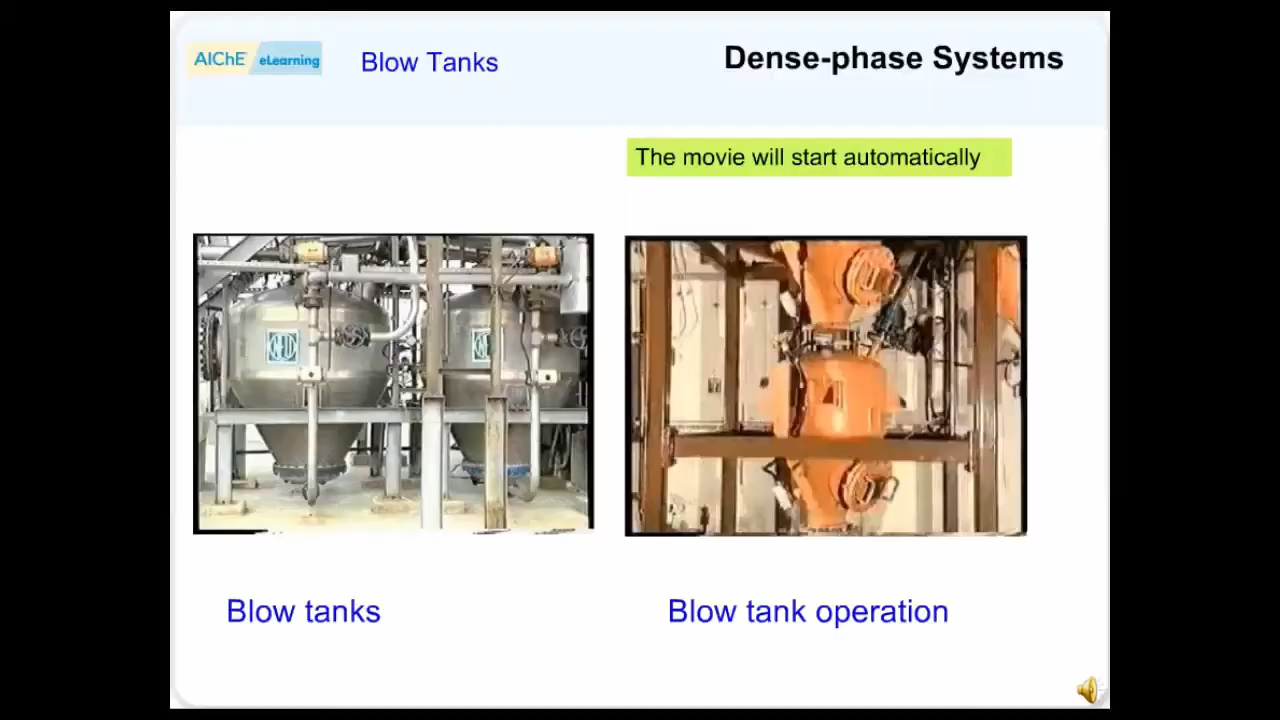 AIChE eLearning
Blow Tanks
Dense-phase Systems
The movie will start automatically
Blow tanks
Blow tank operation